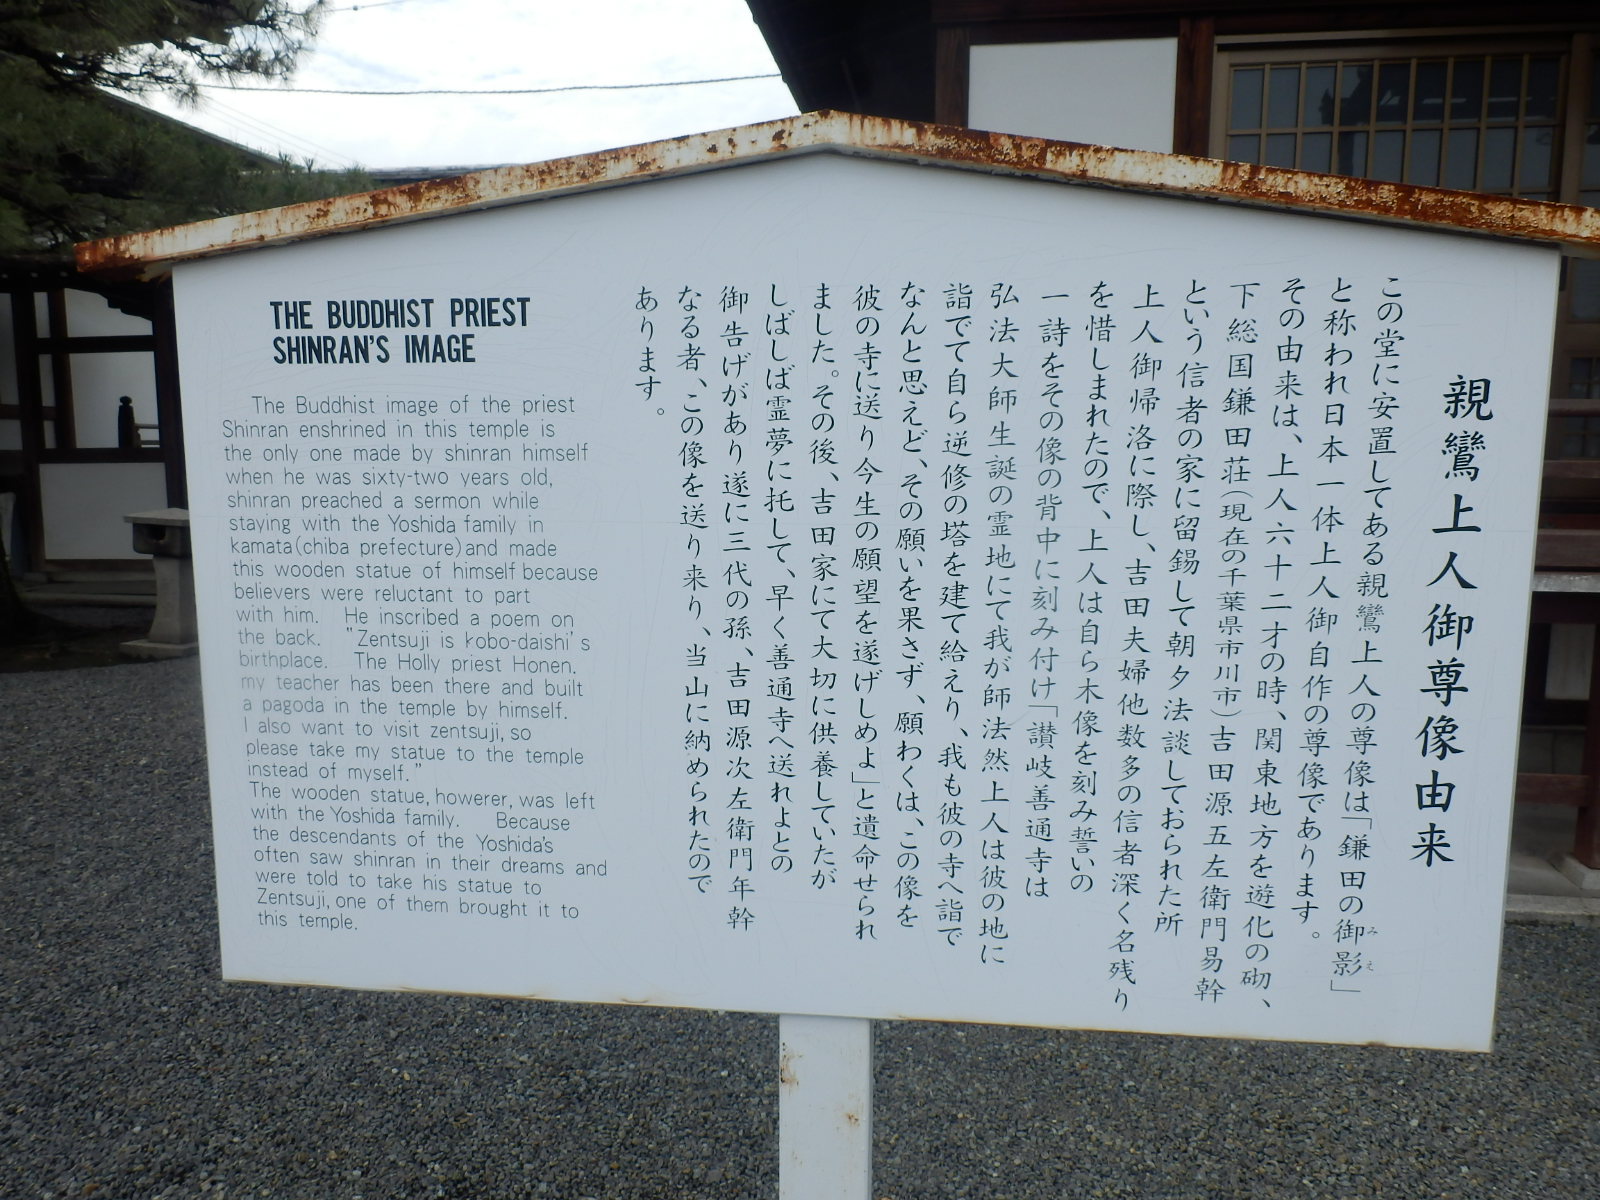 親鸞上人御尊像由来
この堂に安置してある親鸞上人の尊像は「鎌田の御影」
みえ
と称われ日本一体上人御自作の尊像であります。
その由来は、上人六十二才の時、関東地方を遊化の砌、
下総国鎌田荘(現在の千葉県市川市)吉田源五左衛門易幹
という信者の家に留錫して朝夕法談しておられた所
上人御帰洛に際し、吉田夫婦他数多の信者深く名残り
を惜しまれたので、上人は自ら木像を刻み誓いの
一詩をその像の背中に刻み付け「讃岐善通寺は
弘法大師生誕の霊地にて我が師法然上人は彼の地に
詣でて自ら逆修の塔を建て給えり、我も彼の寺へ詣で
なんと思えど、その願いを果さず、願わくは、この像を
彼の寺に送り今生の願望を遂げしめよ」と遺命せられ
ました。その後、吉田家にて大切に供養していたが
しばしば霊夢に托して、早く善通寺へ送れよとの
御告げがあり遂に三代の孫、吉田源次左衛門年幹
なる者、この像を送り来り、当山に納められたので
あります。
THE BUDDHIST PRIEST
SHINRAN'S IMAGE
The Buddhist image of the priest
Shinran enshrined in this temple is
the only one made by shinran himself
when he was sixty-two years old,
shinran preached a sermon while
staying with the Yoshida family in
kamata(chiba prefecture)and made
this wooden statue of himself because
believers were reluctant to part
with him. He inscribed a poem on
the back. "Zentsuji is kobo-daishi's
birthplace. The Holly priest Honen.
my teacher has been there and built
a pagoda in the temple by himself.
I also want to visit zentsuji, so
please take my statue to the temple
instead of myself."
The wooden statue, howerer, was left
with the Yoshida family. Because
the descendants of the Yoshida's
often saw shinran in their dreams and
were told to take his statue to
Zentsuji, one of them brought it to
this temple.